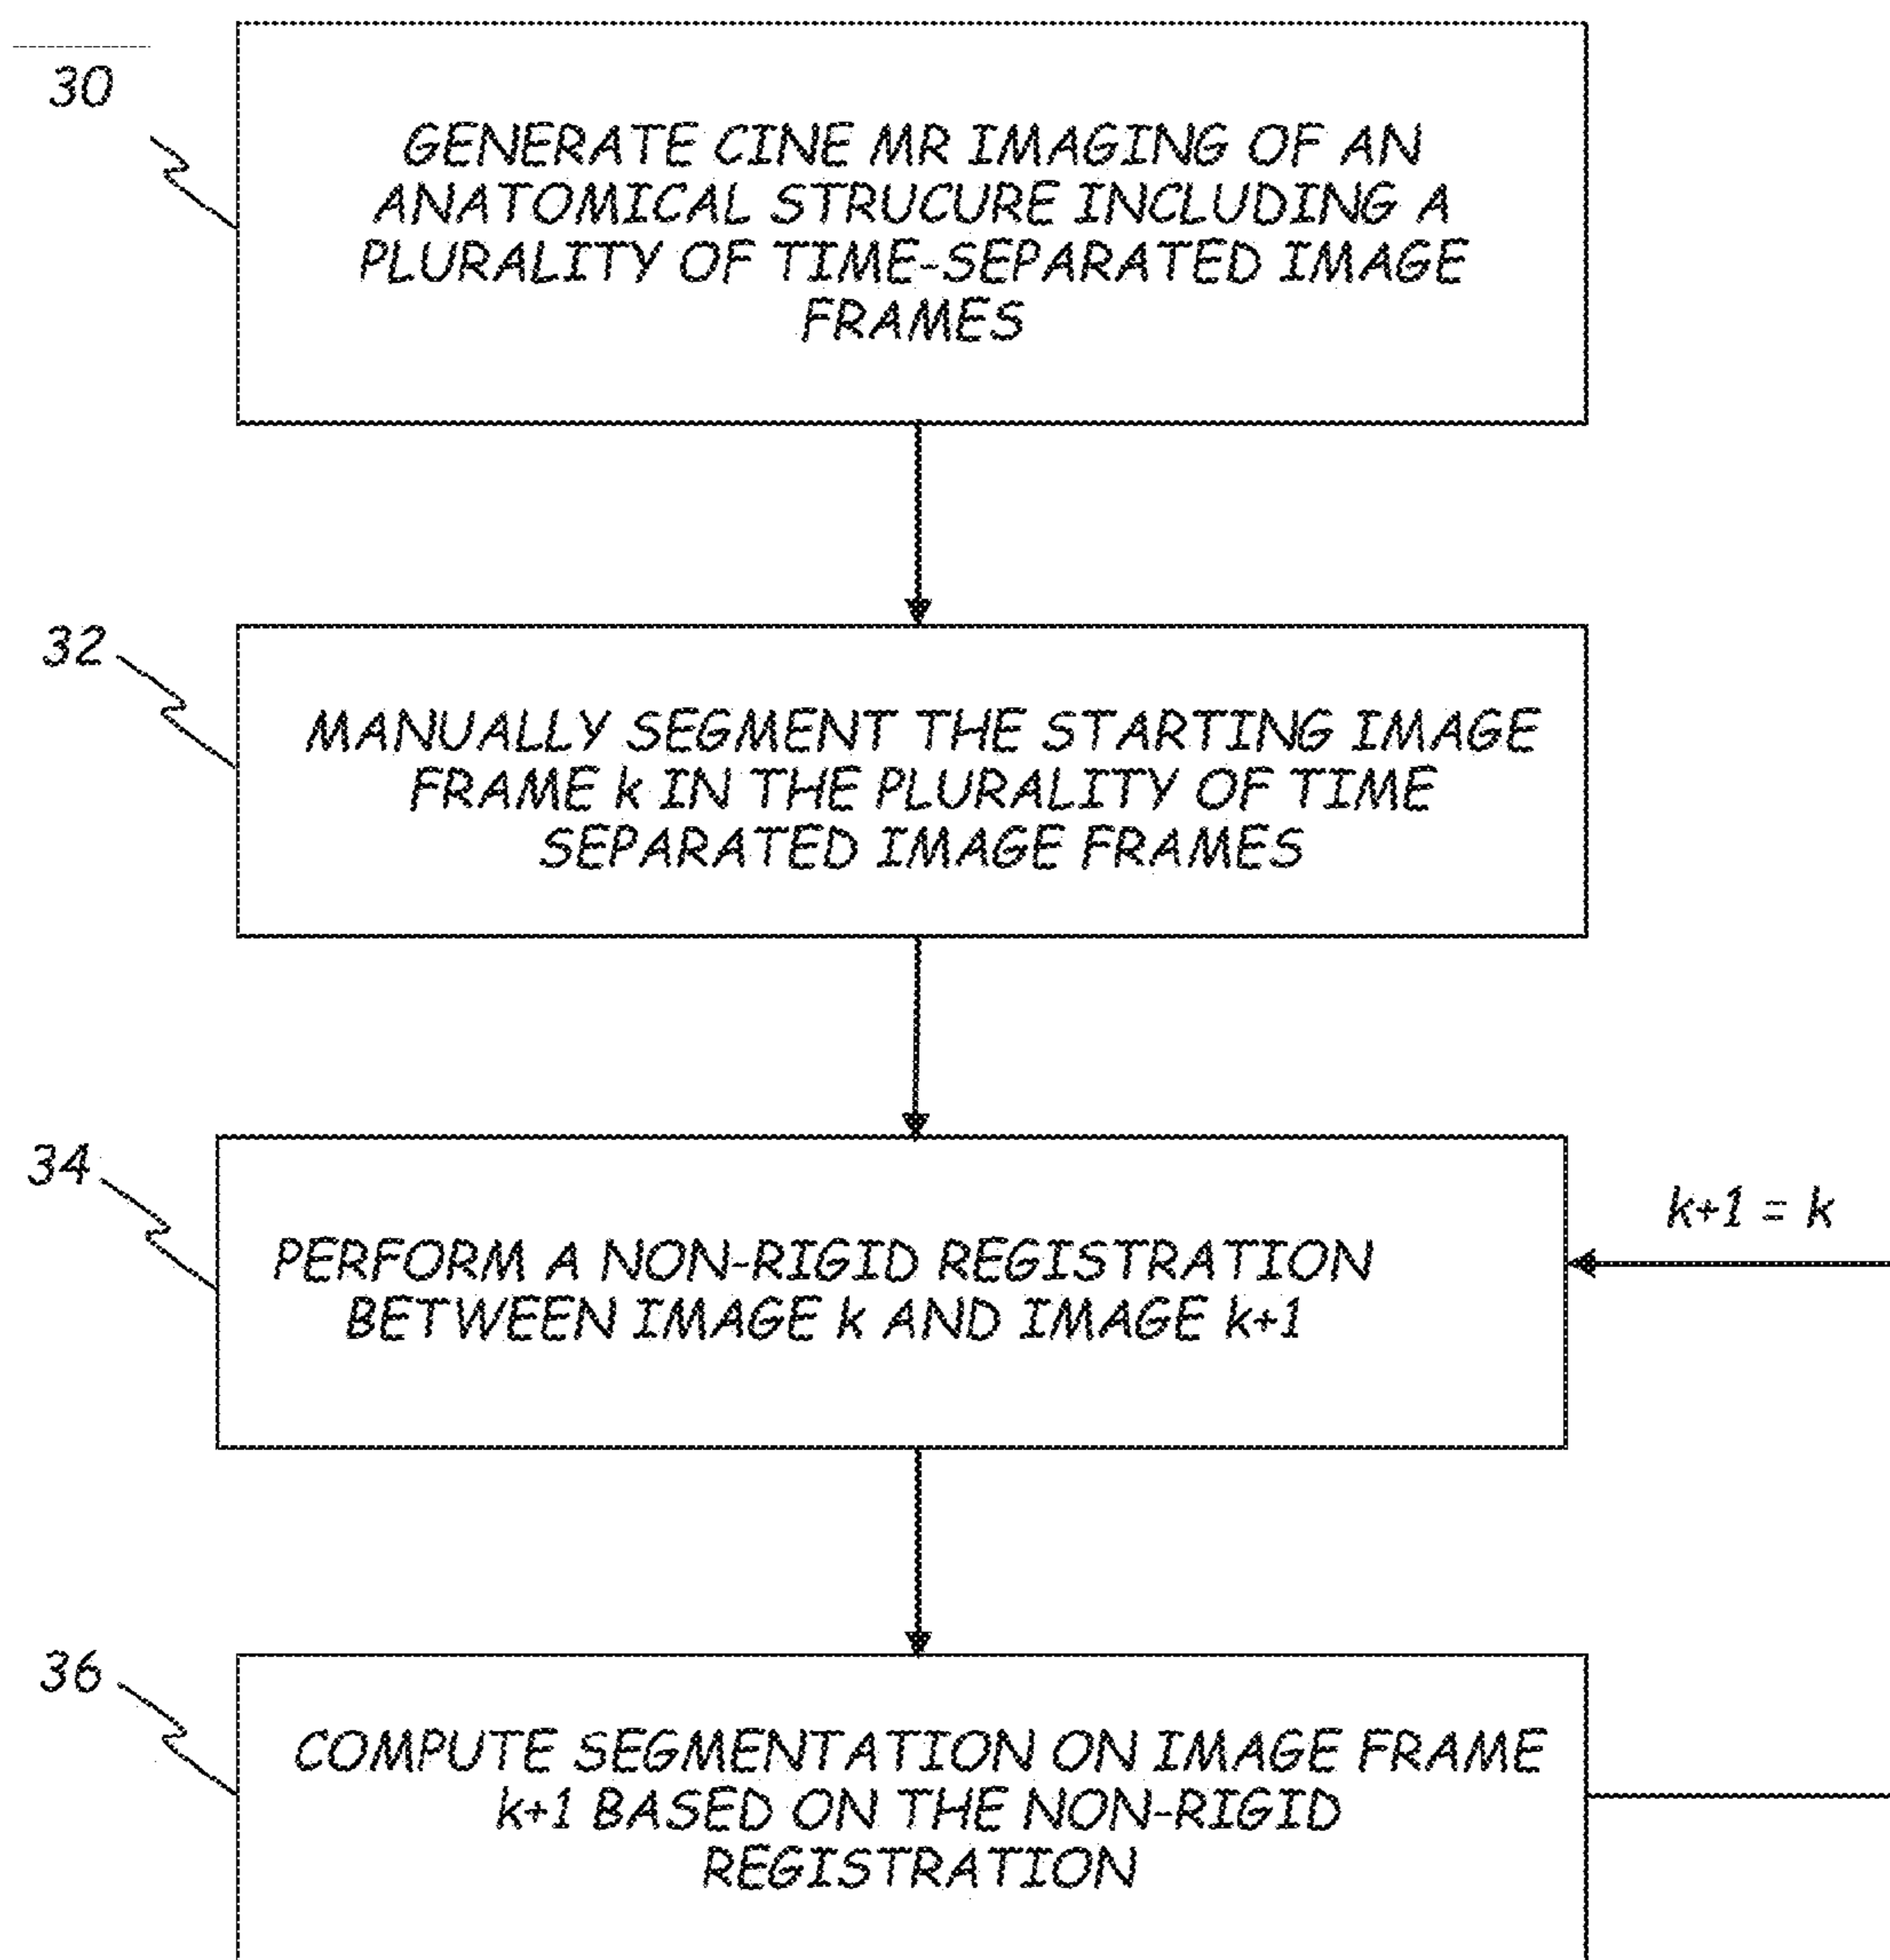 30
GENERATE CINE MR IMAGING OF AN
ANATOMICAL STRUCURE INCLUDING A
PLURALITY OF TIME-SEPARATED IMAGE
FRAMES
32
MANUALLY SEGMENT THE STARTING IMAGE
FRAME k IN THE PLURALITY OF TIME
SEPARATED IMAGE FRAMES
34
k+1 = k
PERFORM A NON-RIGID REGISTRATION
BETWEEN IMAGE k AND IMAGE k+1
36
COMPUTE SEGMENTATION ON IMAGE FRAME
k+1 BASED ON THE NON-RIGID
REGISTRATION